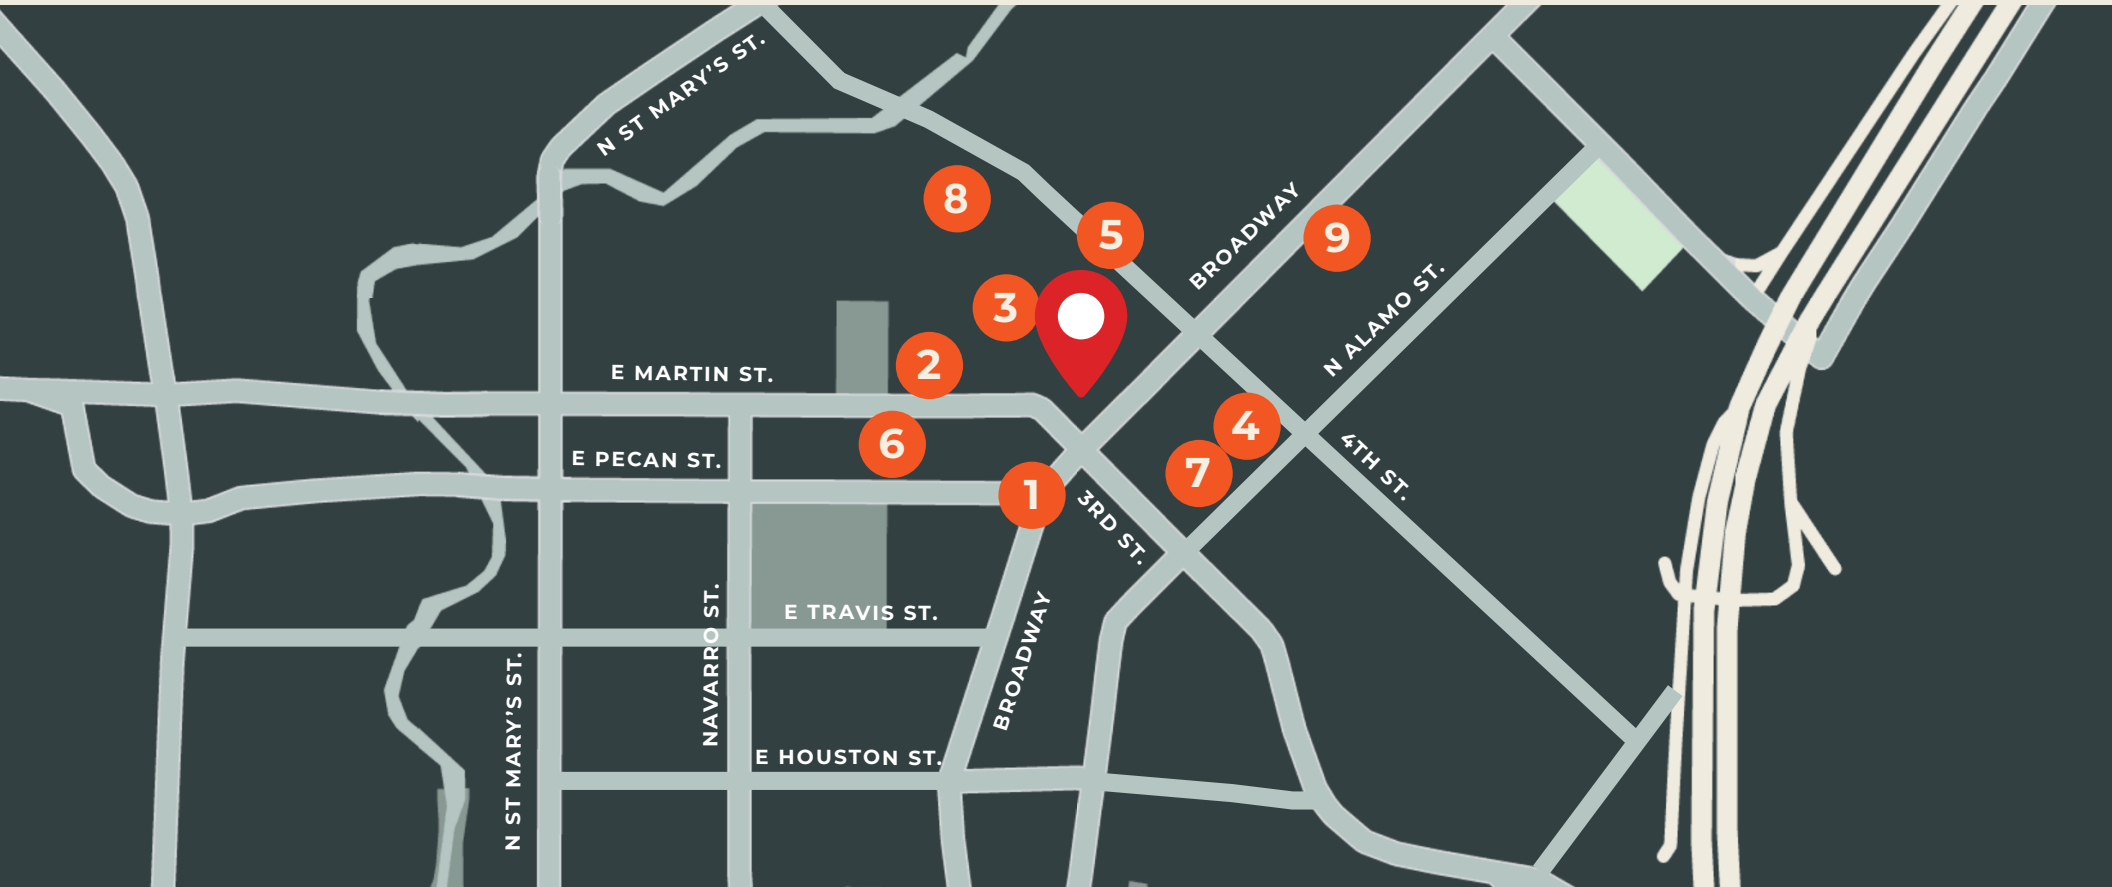 N ST MARY'S ST.
8
5
BROADWAY
9
3
N ALAMO ST.
2
E MARTIN ST.
4
6
4TH ST.
E PECAN ST.
7
1
3RD ST.
E TRAVIS ST.
NAVARRO ST.
BROADWAY
N ST MARY'S ST.
E HOUSTON ST.